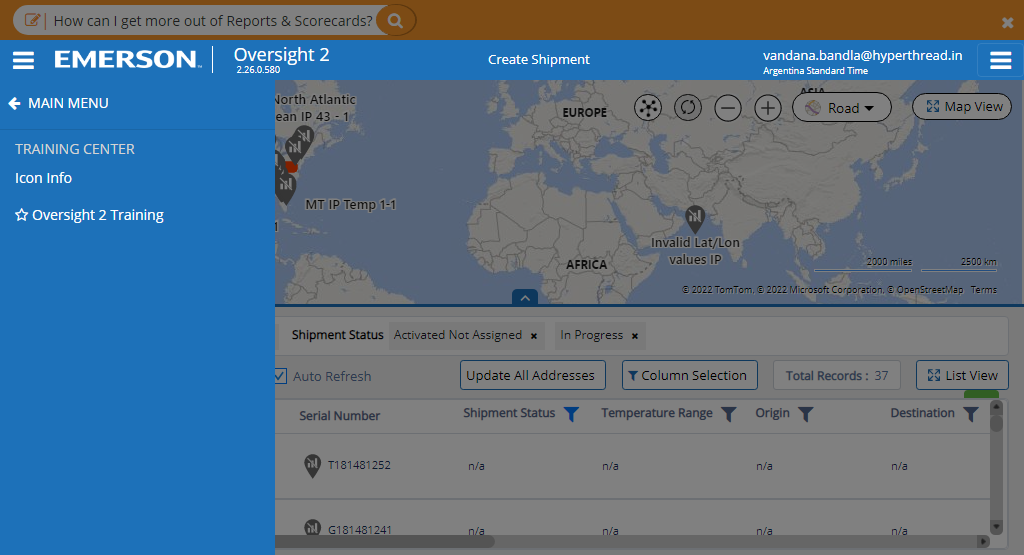 How can I get more out of Reports & Scorecards?
EMERSON
Oversight 2
2.26.0.580
Create Shipment
vandana.bandla@hyperthread.in
Argentina Standard Time
MAIN MENU
TRAINING CENTER
Icon Info
Oversight 2 Training
North Atlantic
ean IP 43 - 1
MT IP Temp 1-1
EUROPE
ASIA
Road
Map View
Invalid Lat/Lon
values IP
AFRICA
2000 miles
2500 km
© 2022 TomTom, © 2022 Microsoft Corporation, © OpenStreetMap Terms
Shipment Status
Activated Not Assigned ×
In Progress ×
Auto Refresh
Update All Addresses
Column Selection
Total Records : 37
List View
Serial Number
Shipment Status
Temperature Range
Origin
Destination
T181481252
n/a
n/a
n/a
n/a
G181481241
n/a
n/a
n/a
n/a